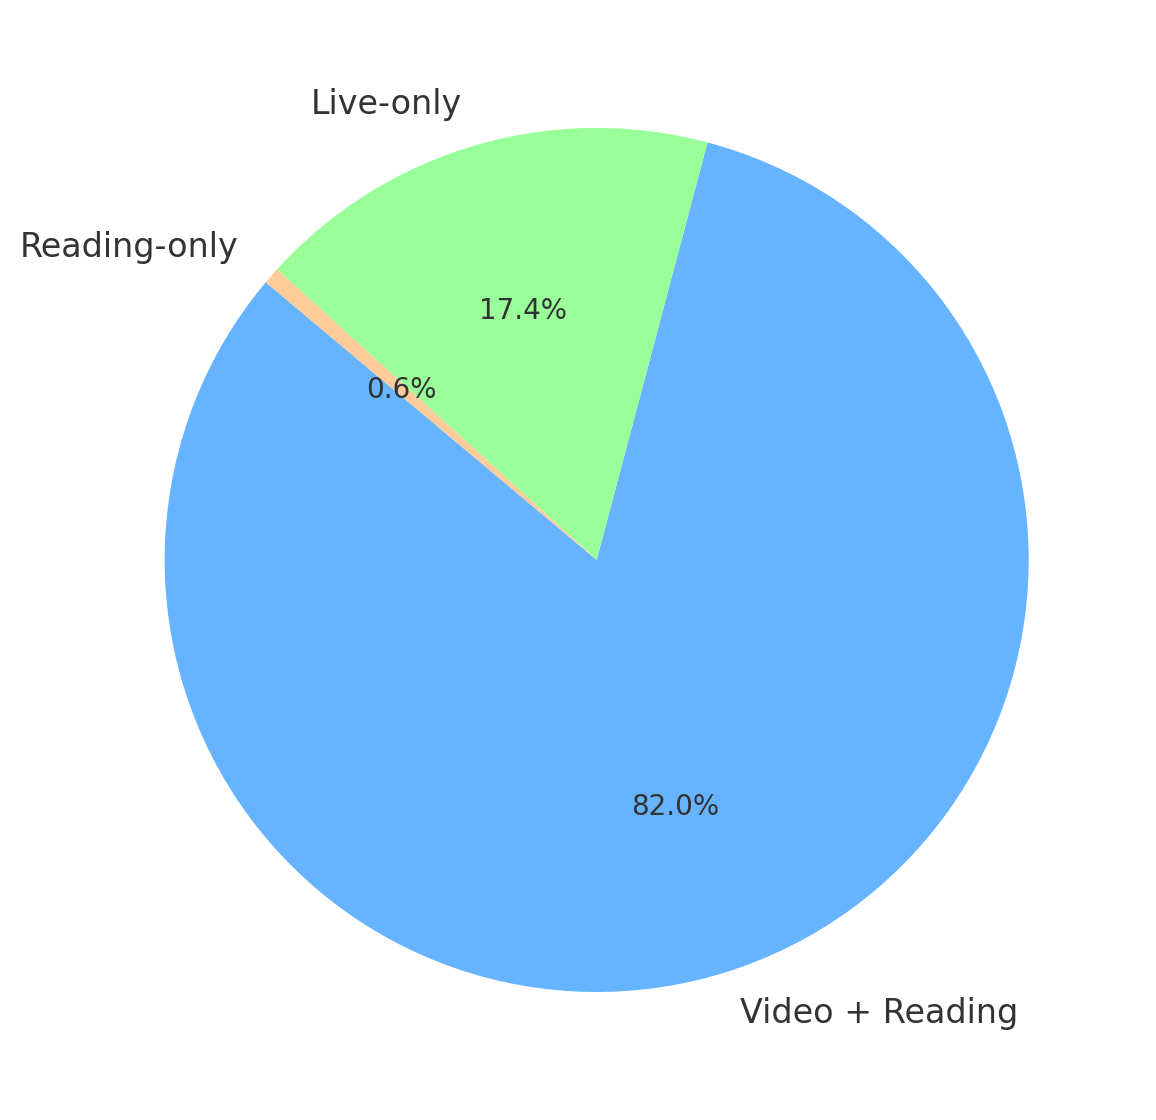 Live-only
Reading-only
17.4%
0.6%
82.0%
Video + Reading